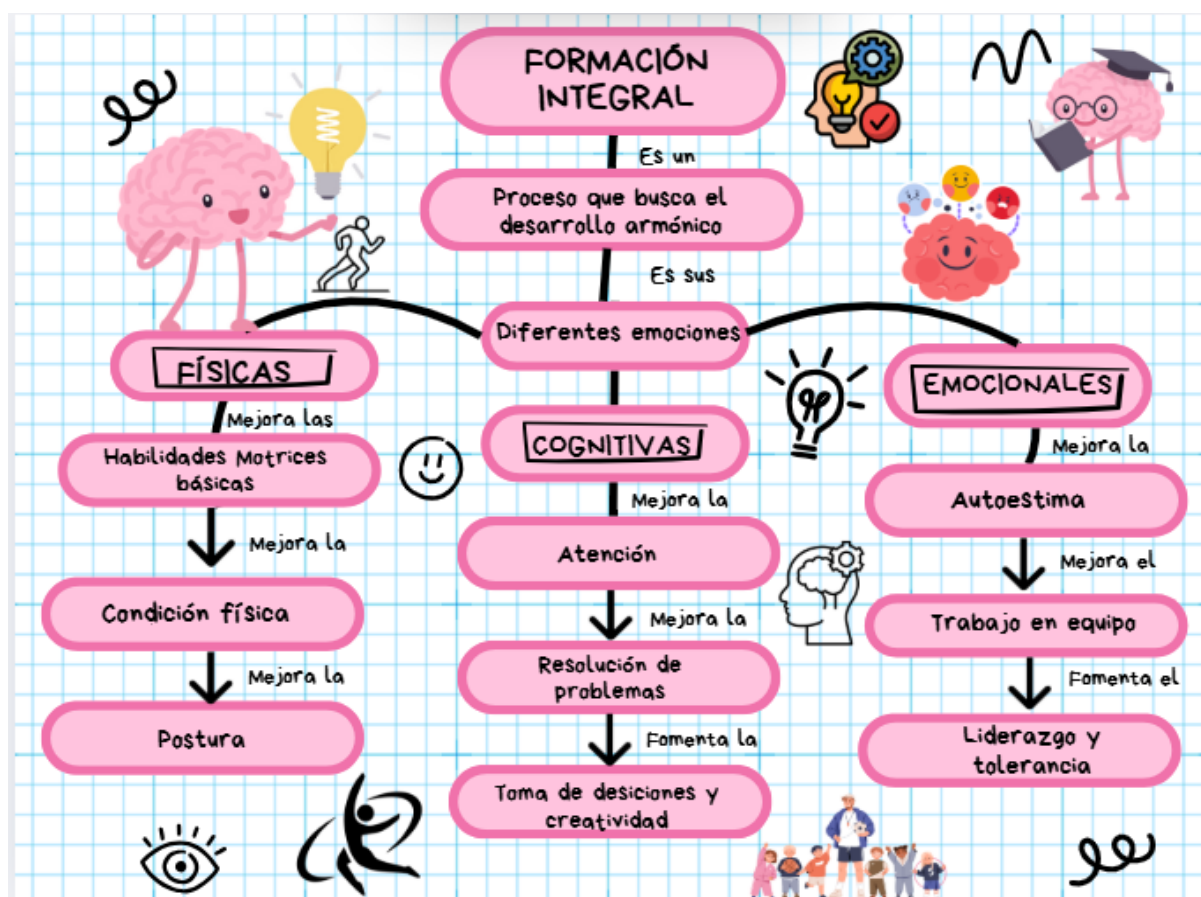 FORMACIÓN
INTEGRAL
Es un
Proceso que busca el
desarrollo armónico
Es sus
Diferentes emociones
FÍSICAS
Mejora las
Habilidades Motrices
básicas
Mejora la
Condición física
Mejora la
Postura
COGNITIVAS
Mejora la
Atención
Mejora la
Resolución de
problemas
Fomenta la
Toma de desiciones y
creatividad
EMOCIONALES
Mejora la
Autoestima
Mejora el
Trabajo en equipo
Fomenta el
Liderazgo y
tolerancia